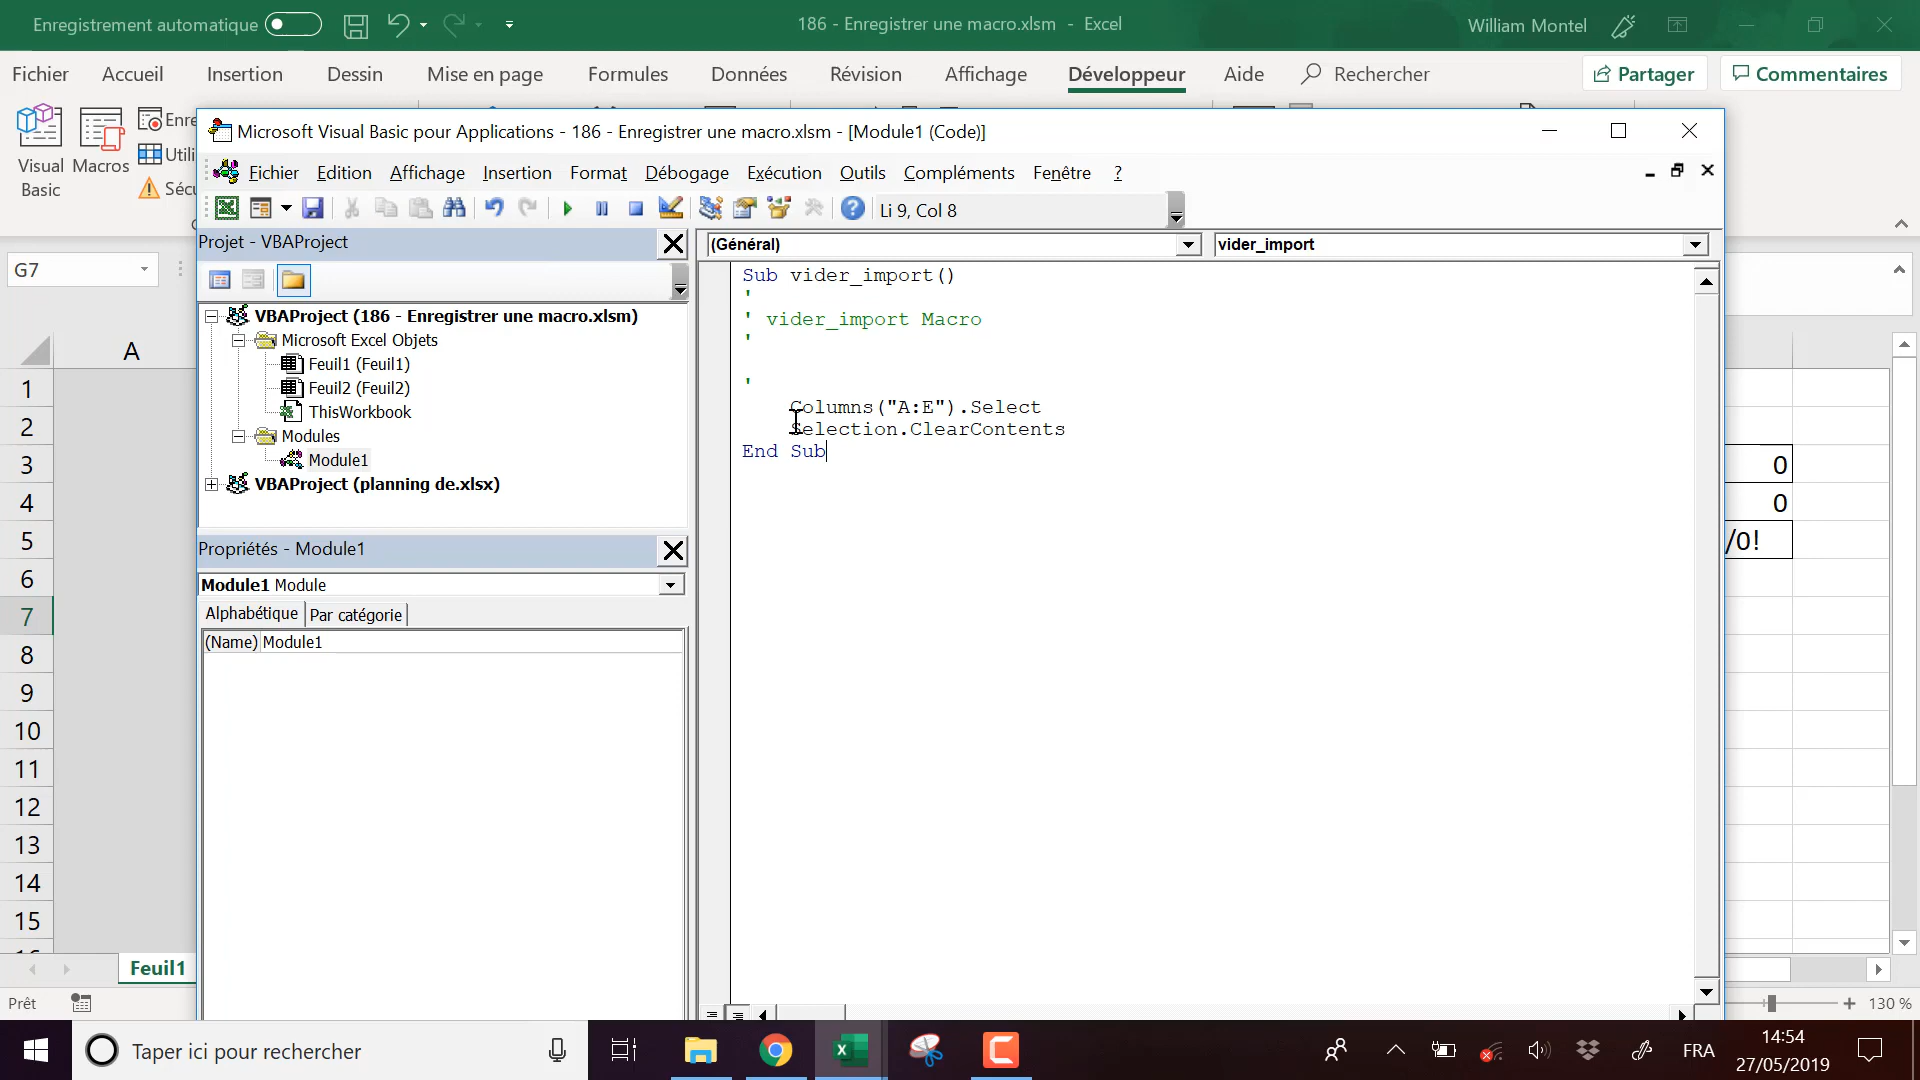 Enregistrement automatique
186 - Enregistrer une macro.xlsm - Excel
William Montel
Fichier Accueil Insertion Dessin Mise en page Formules Données Révision Affichage Développeur Aide Rechercher Partager Commentaires
Visual Basic
Macros
Enre
Utili
Sécu
G7
Microsoft Visual Basic pour Applications - 186 - Enregistrer une macro.xlsm - [Module1 (Code)]
Fichier Edition Affichage Insertion Format Débogage Exécution Outils Compléments Fenêtre ?
Li 9, Col 8
Projet - VBAProject
VBAProject (186 - Enregistrer une macro.xlsm)
Microsoft Excel Objets
Feuil1 (Feuil1)
Feuil2 (Feuil2)
ThisWorkbook
Modules
Module1
VBAProject (planning de.xlsx)
Propriétés - Module1
Module1 Module
Alphabétique Par catégorie
(Name) Module1
(Général) vider_import
Sub vider_import()
'
' vider_import Macro
'
'
Columns("A:E").Select
Selection.ClearContents
End Sub
A
1
2
3 0
4 0
5 /0!
6
7
8
9
10
11
12
13
14
15
Feuil1
Prêt
130 %
Taper ici pour rechercher
FRA
14:54
27/05/2019